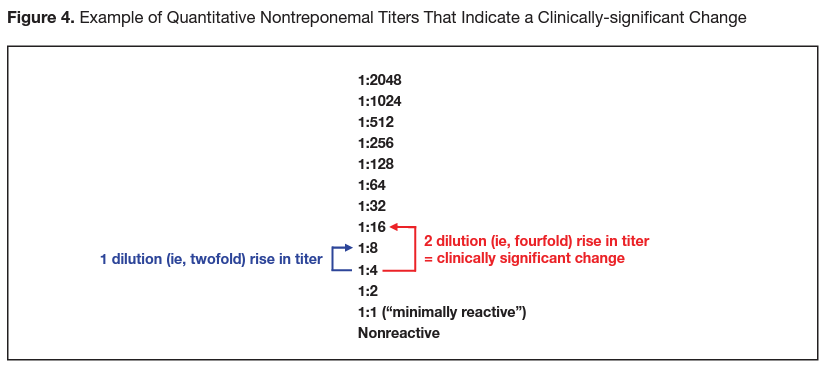 Figure 4. Example of Quantitative Nontreponemal Titers That Indicate a Clinically-significant Change
1:2048
1:1024
1:512
1:256
1:128
1:64
1:32
1:16
1:8
1:4
1:2
1:1 (“minimally reactive”)
Nonreactive
1 dilution (ie, twofold) rise in titer
2 dilution (ie, fourfold) rise in titer
= clinically significant change